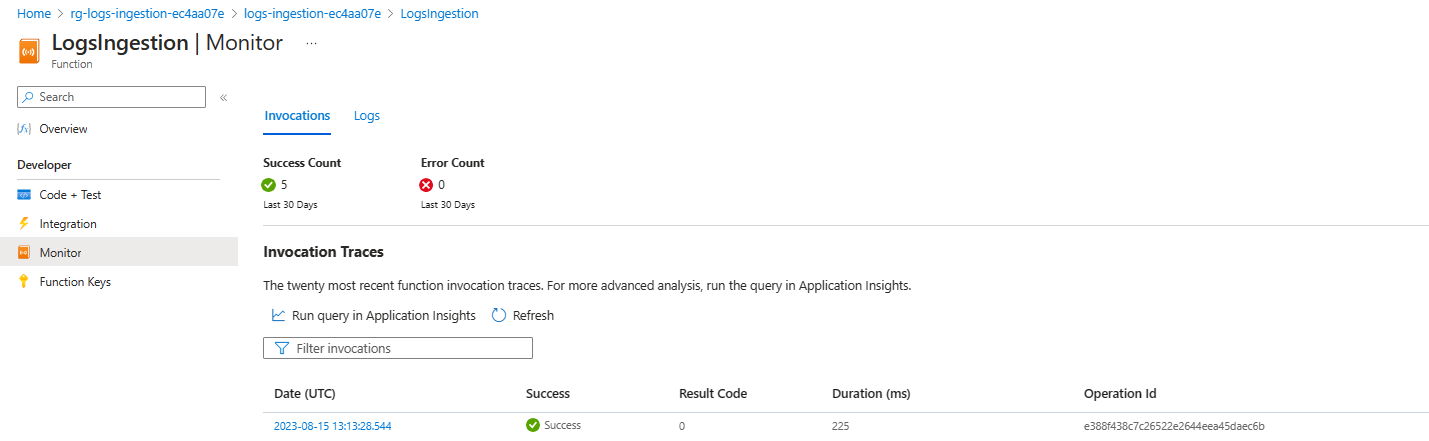 Home > rg-logs-ingestion-ec4aa07e > logs-ingestion-ec4aa07e > LogsIngestion
LogsIngestion | Monitor ...
Function
Search «
Overview
Developer
Code + Test
Integration
Monitor
Function Keys
Invocations Logs
Success Count Error Count
5 0
Last 30 Days Last 30 Days
Invocation Traces
The twenty most recent function invocation traces. For more advanced analysis, run the query in Application Insights.
Run query in Application Insights Refresh
Filter invocations
Date (UTC) Success Result Code Duration (ms) Operation Id
2023-08-15 13:13:28.544 Success 0 225 e388f438c7c26522e2644eea45daec6b